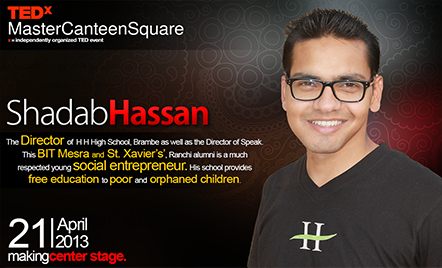 TEDx
MasterCanteenSquare
x = independently organized TED event
ShadabHassan
The Director of H H High School, Brambe as well as the Director of Speak.
This BIT Mesra and St. Xavier's', Ranchi alumni is a much
respected young social entrepreneur. His school provides
free education to poor and orphaned children.
21 April
2013
makingcenter stage.
H